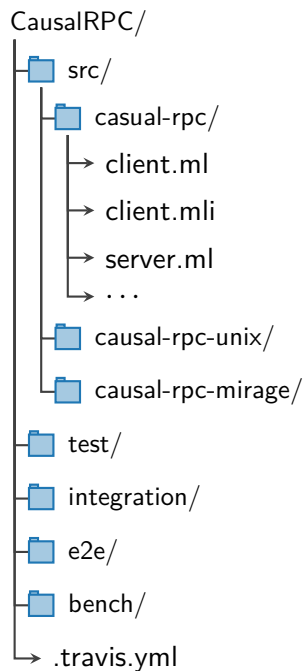 CausalRPC/
src/
casual-rpc/
client.ml
client.mli
server.ml
···
causal-rpc-unix/
causal-rpc-mirage/
test/
integration/
e2e/
bench/
.travis.yml